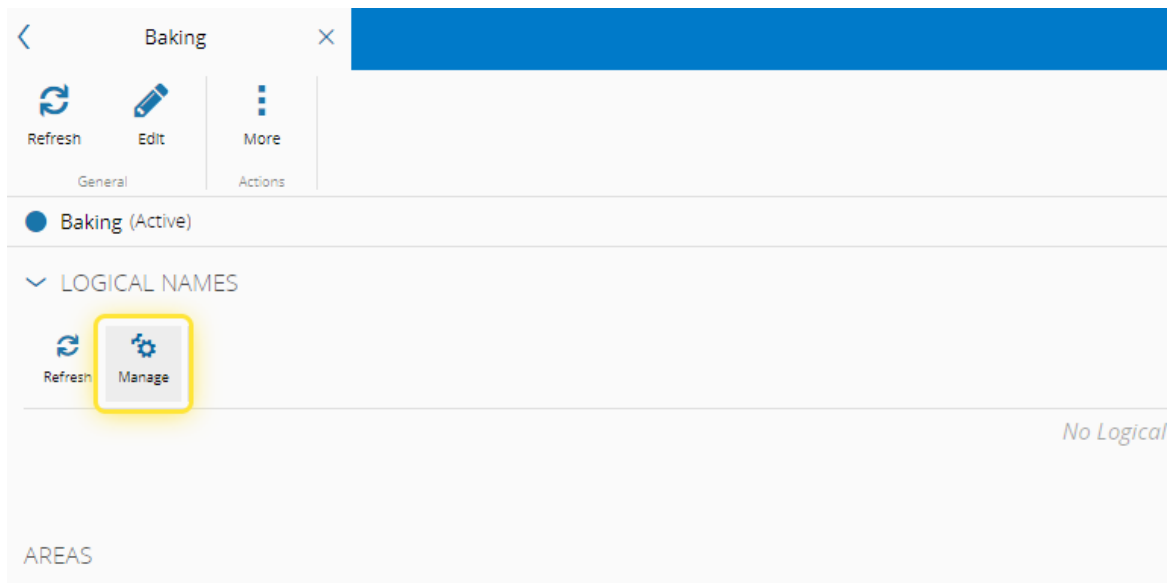 Baking
Refresh Edit More
General Actions
Baking (Active)
LOGICAL NAMES
Refresh Manage
No Logical
AREAS